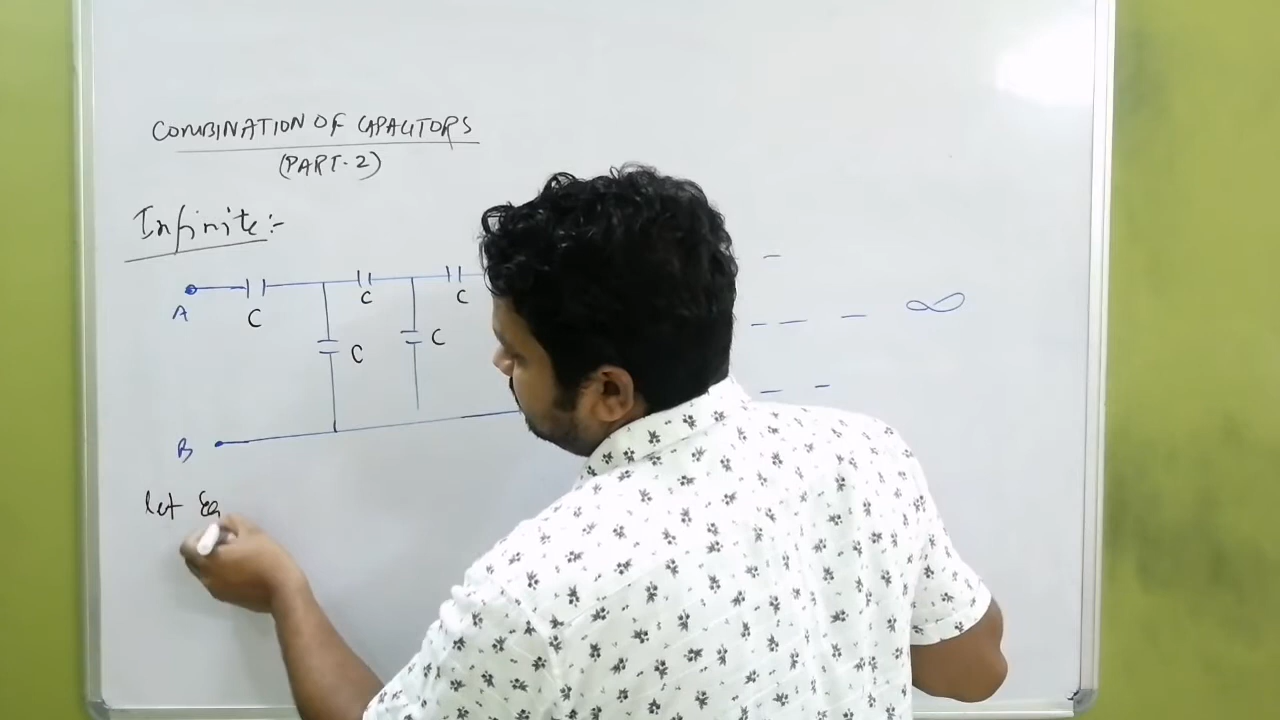 COMBINATION OF CAPACITORS
(PART-2)
Infinite:-
A C C C
C C
∞
B
let Eq